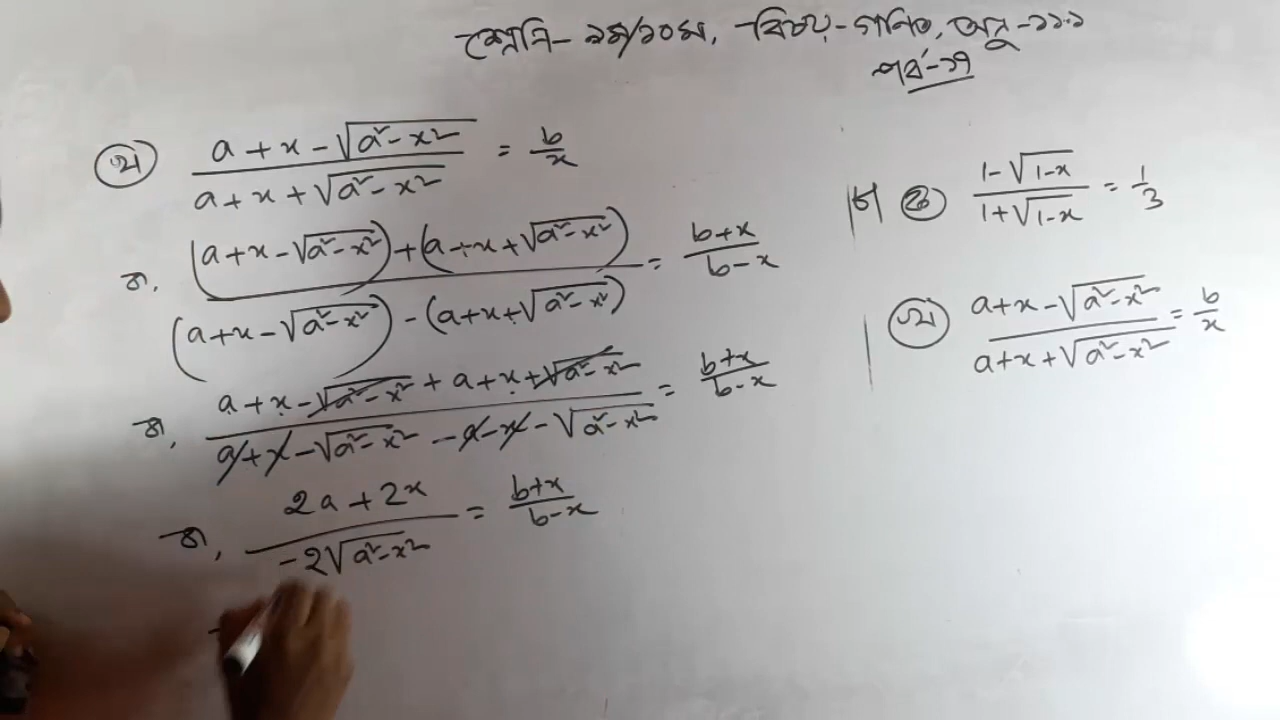 শ্রেণি-৯ম/১০ম, বিষয়-গণিত, অনু-১১.১
পর্ব-১৭
(a + x - √(a² - x²)) / (a + x + √(a² - x²)) = b/x
বা, ((a + x - √(a² - x²)) + (a + x + √(a² - x²))) / ((a + x - √(a² - x²)) - (a + x + √(a² - x²))) = (b + x)/(b - x)
বা, (a + x - √(a² - x²) + a + x + √(a² - x²)) / (a + x - √(a² - x²) - a - x - √(a² - x²)) = (b + x)/(b - x)
বা, (2a + 2x) / (-2√(a² - x²)) = (b + x)/(b - x)
(1 - √(1 - x)) / (1 + √(1 - x)) = 1/3
(a + x - √(a² - x²)) / (a + x + √(a² - x²)) = b/x